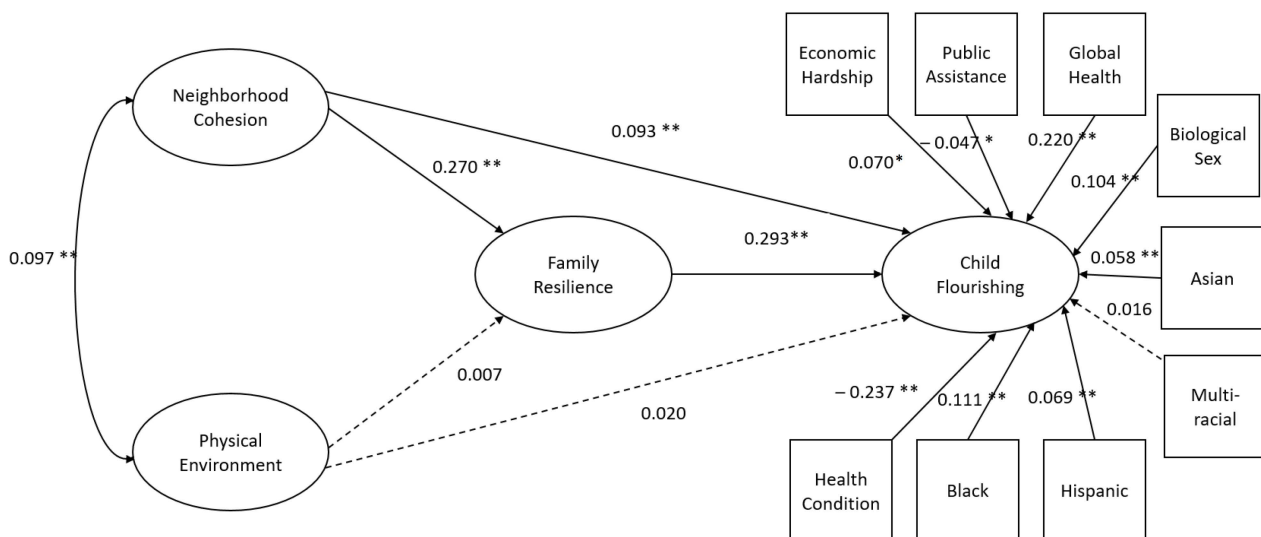 Economic
Hardship
Public
Assistance
Global
Health
Neighborhood
Cohesion
Biological
Sex
0.093 **
– 0.047 *
0.220 **
0.070*
0.270 **
0.104 **
0.097 **
0.293**
Family
Resilience
Child
Flourishing
0.058 **
Asian
0.016
0.007
0.020
– 0.237 **
0.111 **
0.069 **
Multi-
racial
Physical
Environment
Health
Condition
Black
Hispanic